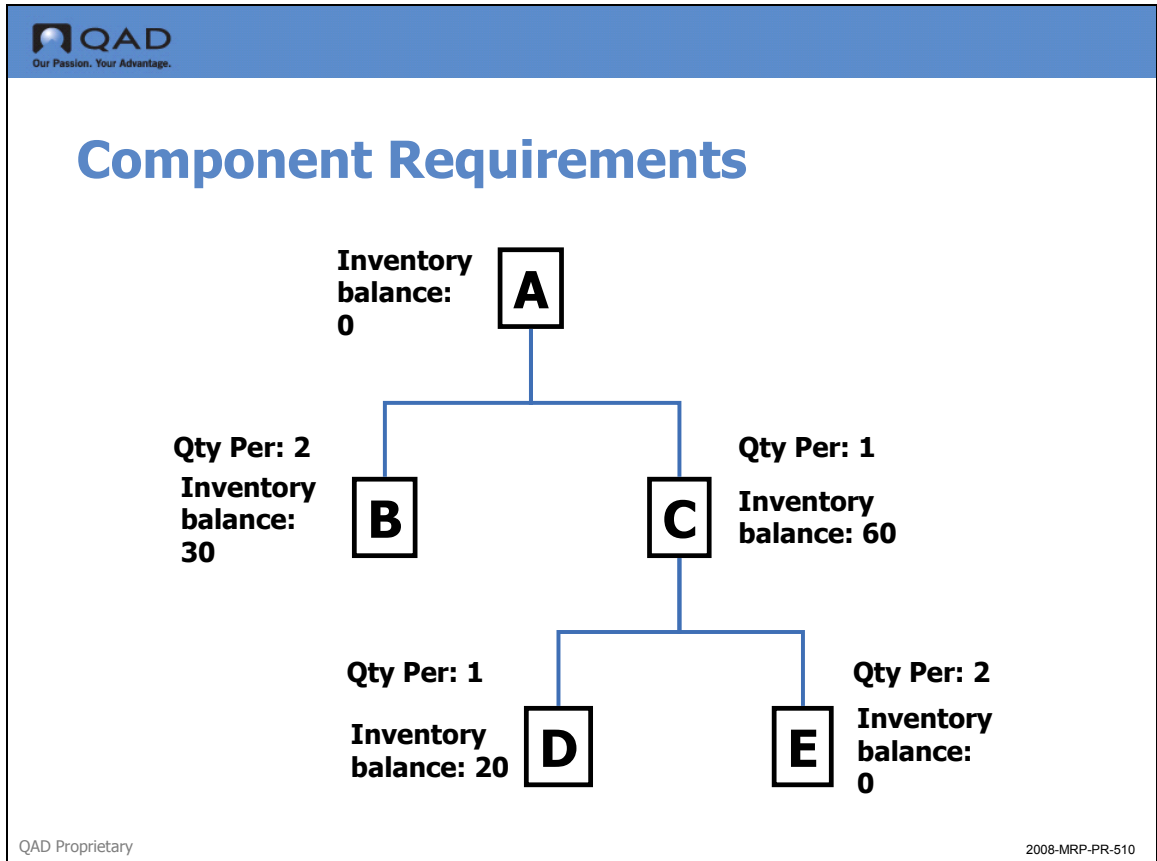 QAD
Our Passion. Your Advantage.
Component Requirements
Inventory
balance:
0
A
Qty Per: 2
Inventory
balance:
30
B
Qty Per: 1
C
Inventory
balance: 60
Qty Per: 1
Inventory
balance: 20
D
Qty Per: 2
E
Inventory
balance:
0
QAD Proprietary
2008-MRP-PR-510